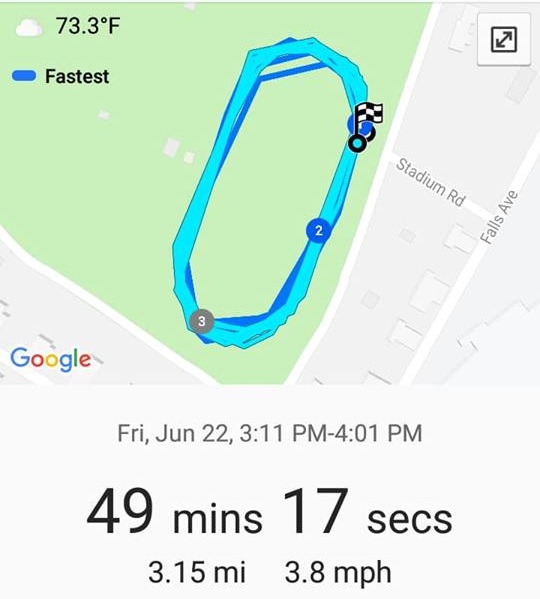 73.3°F
Fastest
Stadium Rd
Falls Ave
2
3
Google
Fri, Jun 22, 3:11 PM-4:01 PM
49 mins 17 secs
3.15 mi 3.8 mph